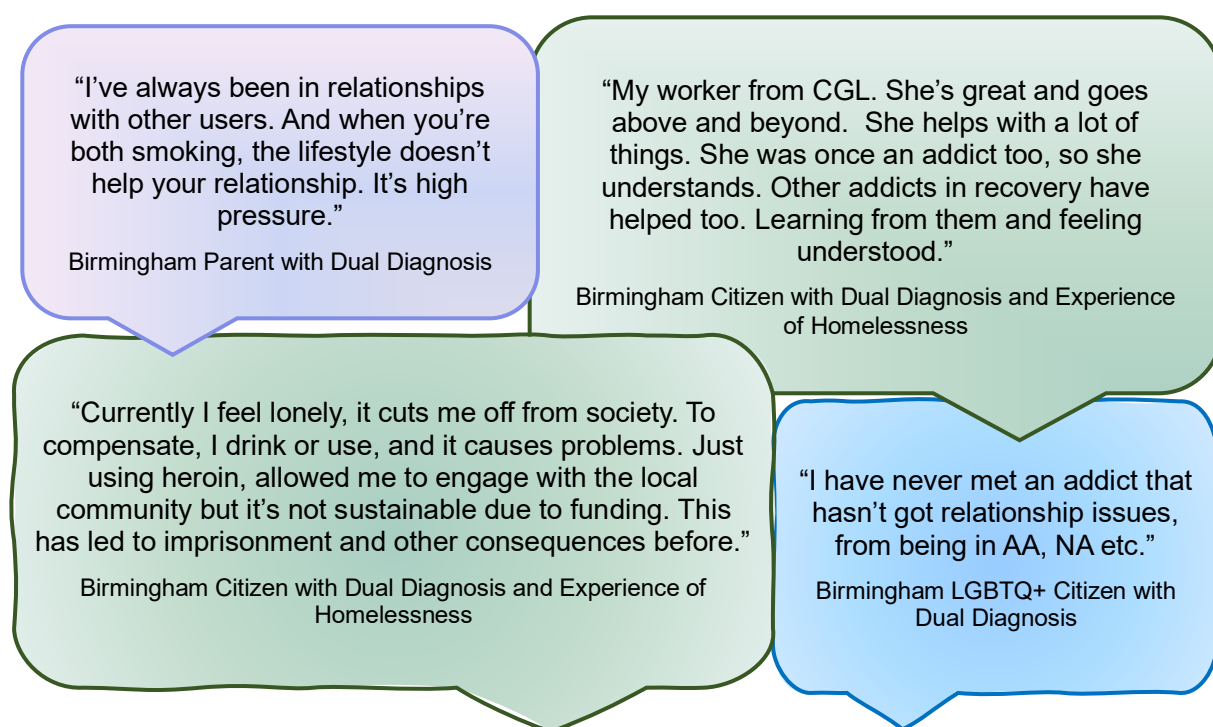 “I’ve always been in relationships
with other users. And when you’re
both smoking, the lifestyle doesn’t
help your relationship. It’s high
pressure.”
Birmingham Parent with Dual Diagnosis
“My worker from CGL. She’s great and goes
above and beyond.  She helps with a lot of
things. She was once an addict too, so she
understands. Other addicts in recovery have
helped too. Learning from them and feeling
understood.”
Birmingham Citizen with Dual Diagnosis and Experience
of Homelessness
“Currently I feel lonely, it cuts me off from society. To
compensate, I drink or use, and it causes problems. Just
using heroin, allowed me to engage with the local
community but it’s not sustainable due to funding. This
has led to imprisonment and other consequences before.”
Birmingham Citizen with Dual Diagnosis and Experience of
Homelessness
“I have never met an addict that
hasn’t got relationship issues,
from being in AA, NA etc.”
Birmingham LGBTQ+ Citizen with
Dual Diagnosis